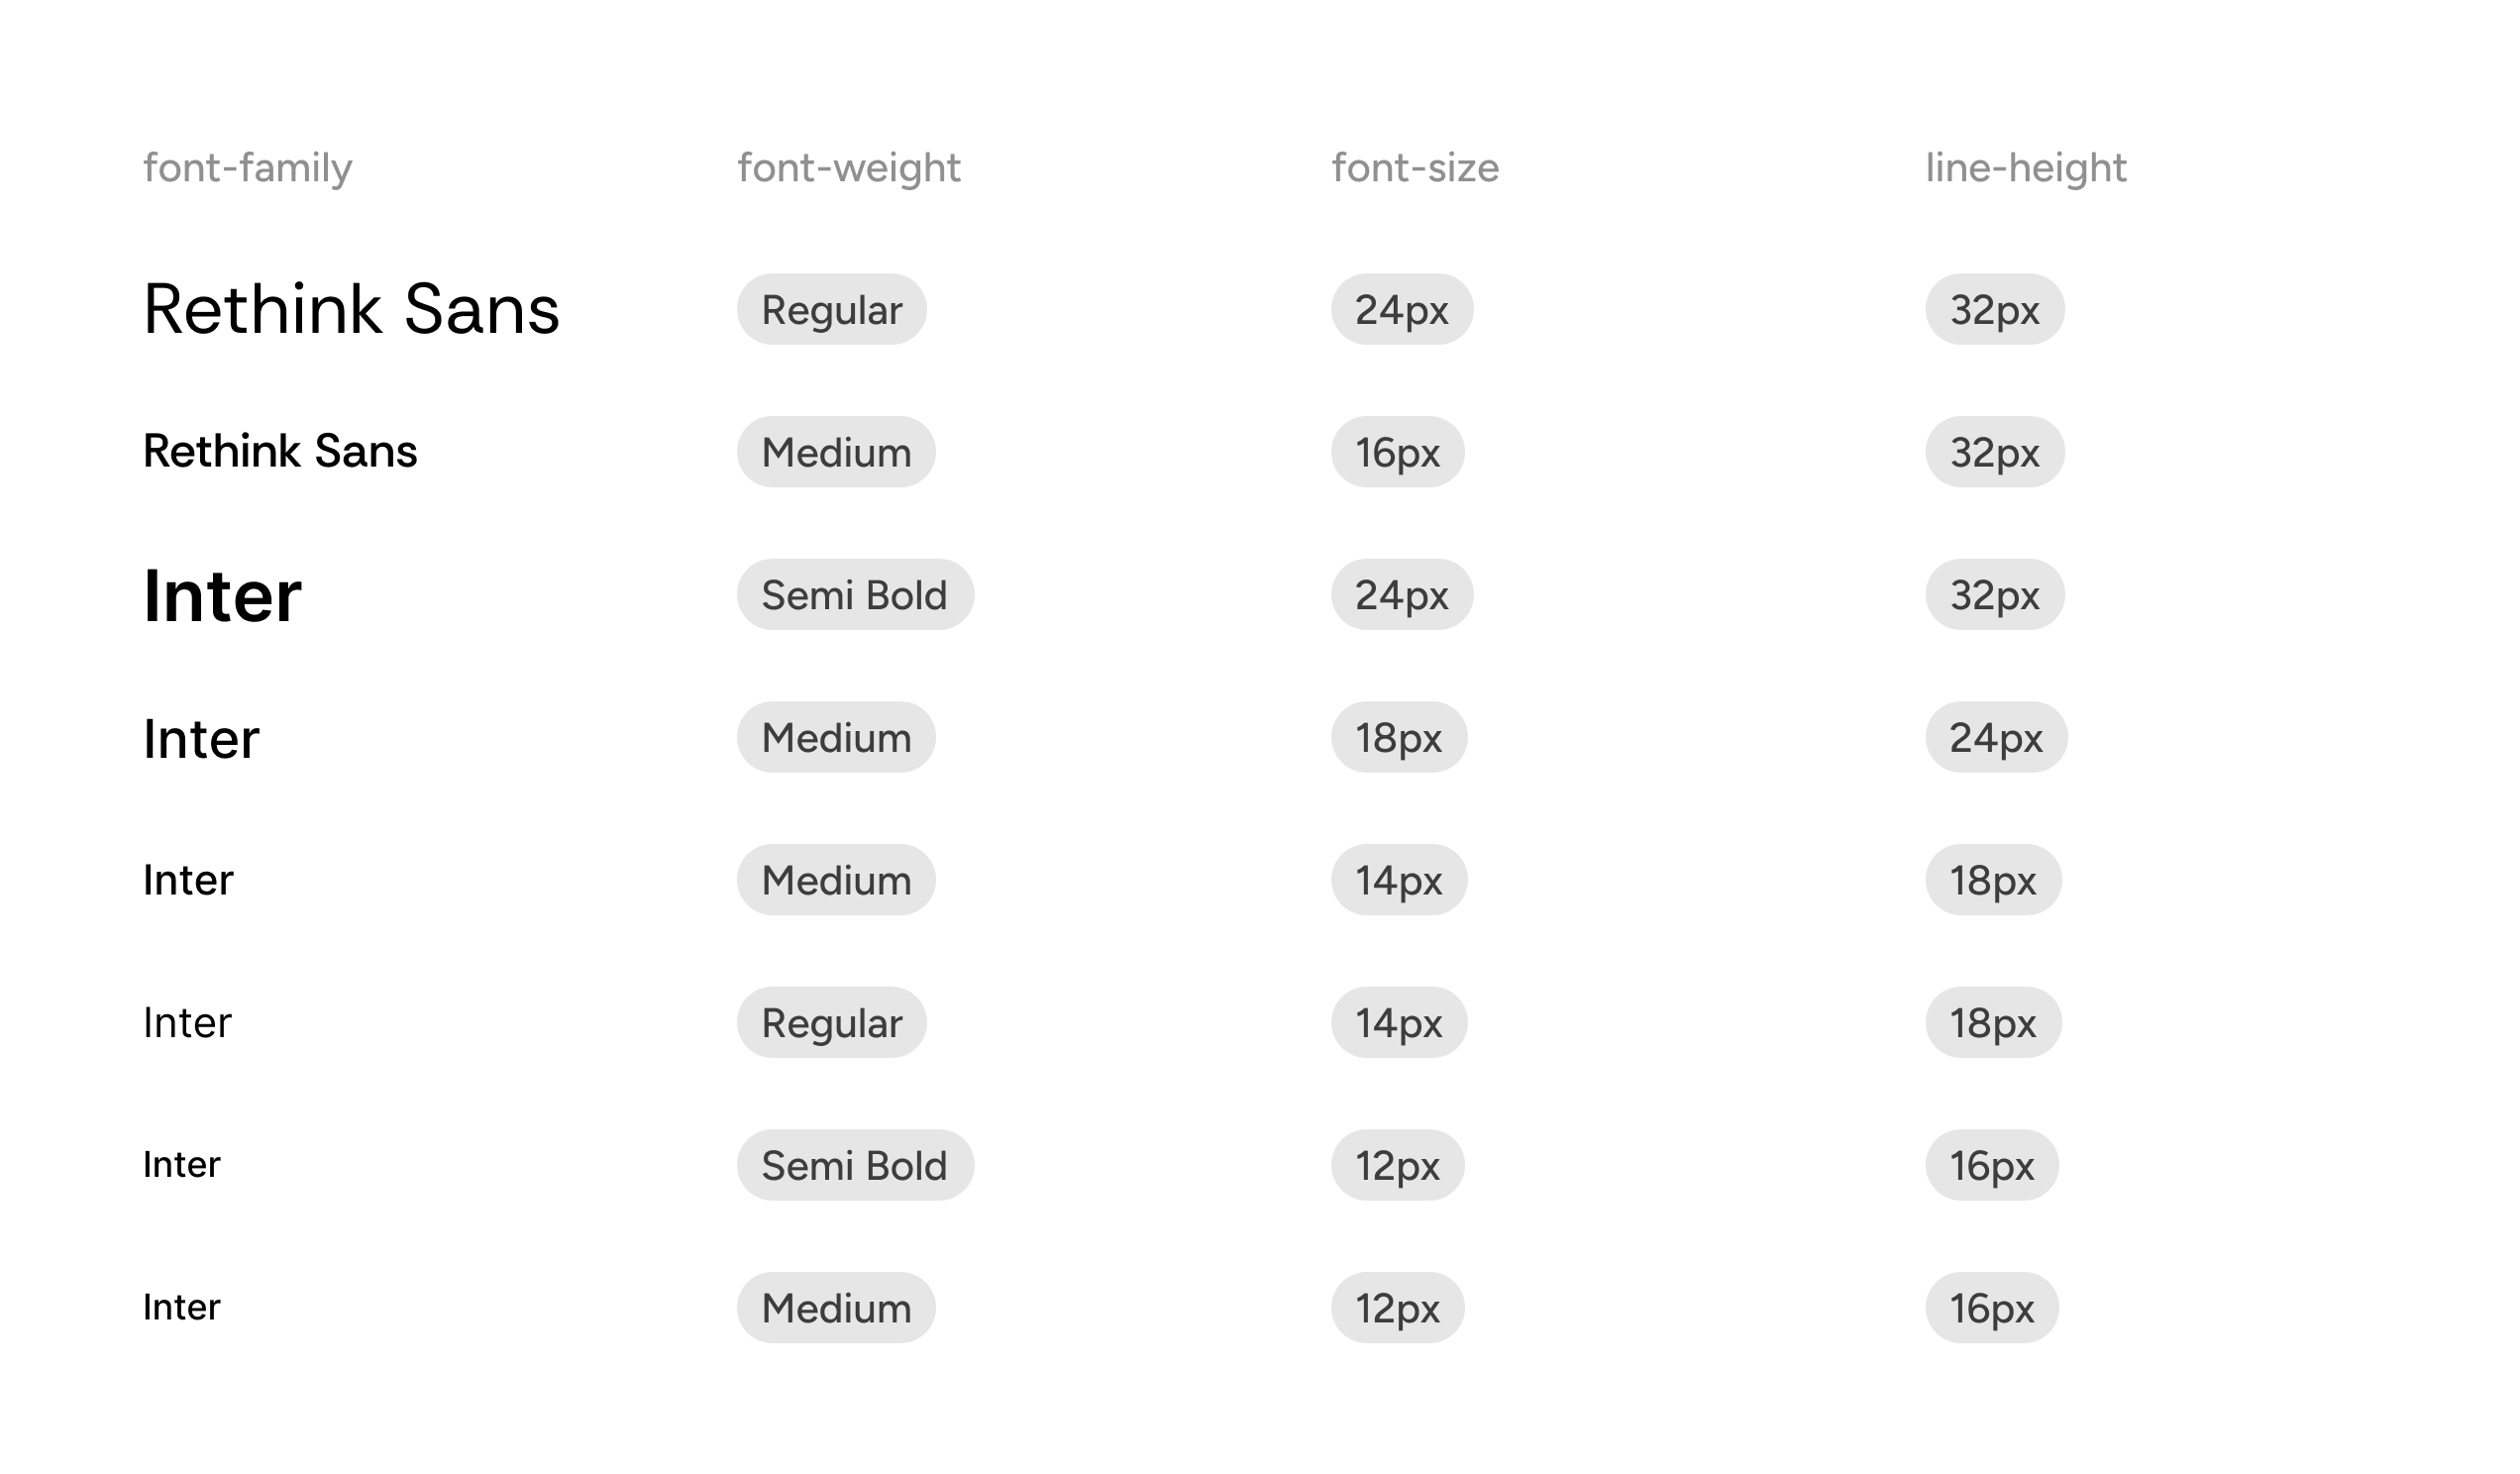 font-family font-weight font-size line-height
Rethink Sans Regular 24px 32px
Rethink Sans Medium 16px 32px
Inter Semi Bold 24px 32px
Inter Medium 18px 24px
Inter Medium 14px 18px
Inter Regular 14px 18px
Inter Semi Bold 12px 16px
Inter Medium 12px 16px